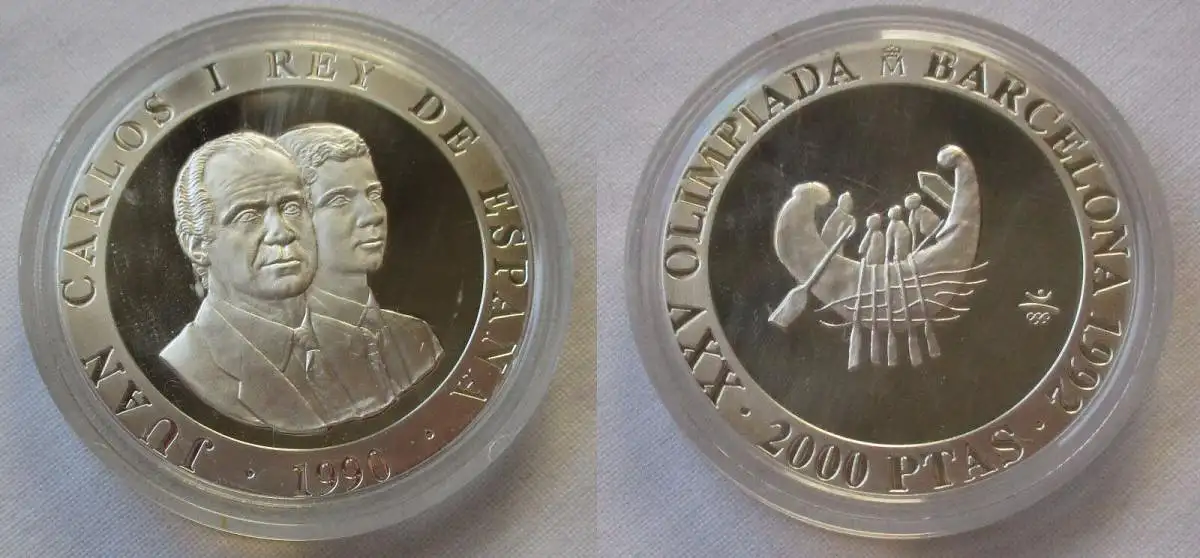 JUAN CARLOS I REY DE ESPAÑA
· 1990 ·
XXV OLIMPIADA M BARCELONA 1992
· 2000 PTAS ·